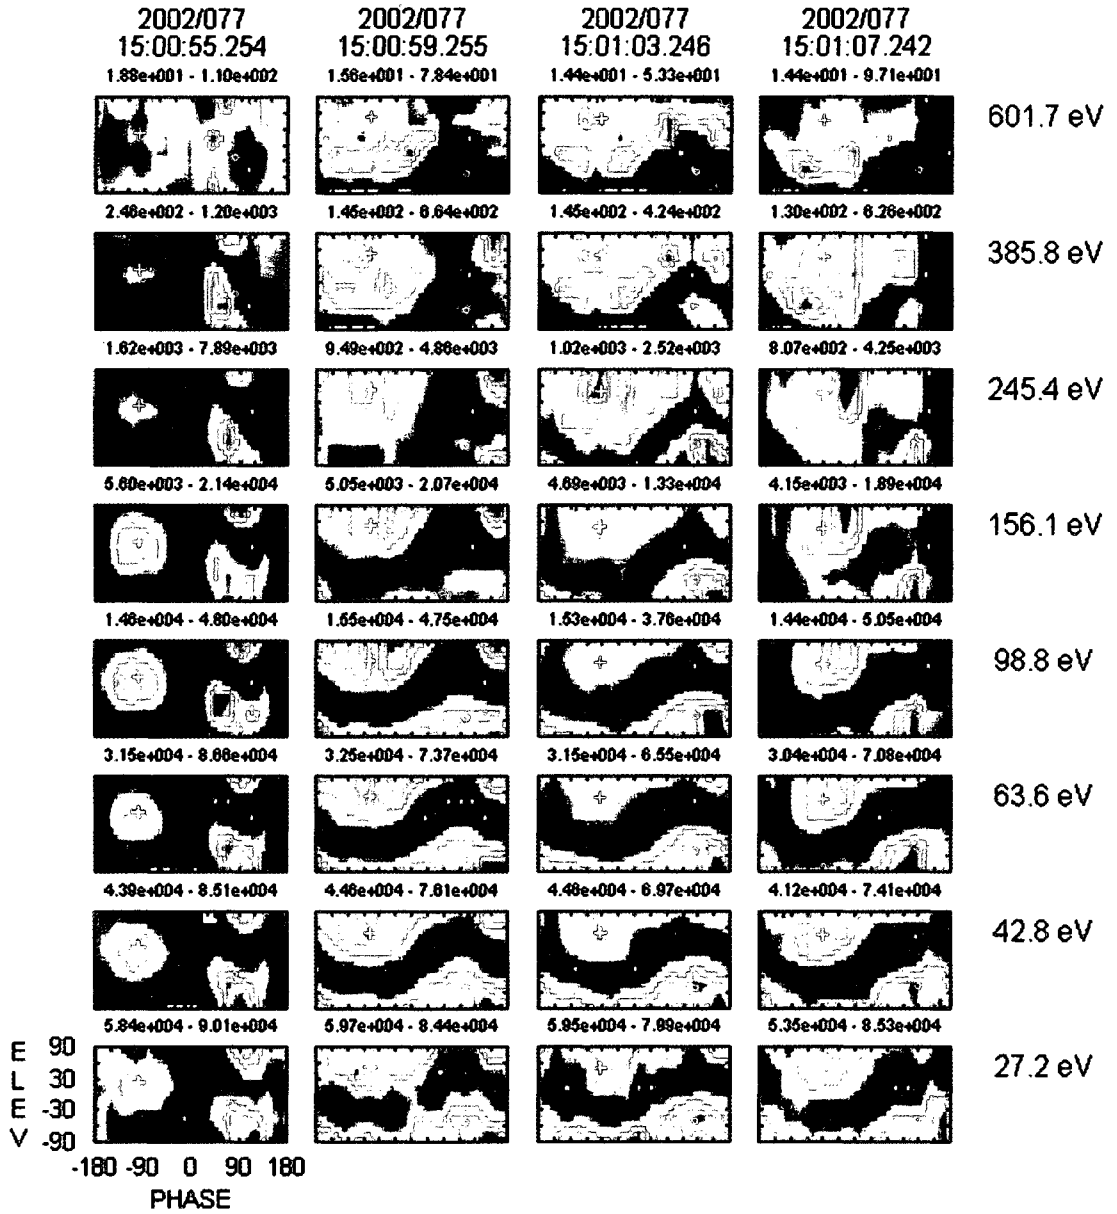 2002/077 2002/077 2002/077 2002/077
15:00:55.254 15:00:59.255 15:01:03.246 15:01:07.242
1.88e+001 - 1.10e+002 1.56e+001 - 7.84e+001 1.44e+001 - 5.33e+001 1.44e+001 - 9.71e+001
601.7 eV
2.46e+002 - 1.20e+003 1.45e+002 - 6.64e+002 1.45e+002 - 4.24e+002 1.30e+002 - 6.26e+002
385.8 eV
1.62e+003 - 7.89e+003 9.49e+002 - 4.86e+003 1.02e+003 - 2.52e+003 8.07e+002 - 4.25e+003
245.4 eV
5.60e+003 - 2.14e+004 5.05e+003 - 2.07e+004 4.69e+003 - 1.33e+004 4.15e+003 - 1.89e+004
156.1 eV
1.46e+004 - 4.80e+004 1.55e+004 - 4.75e+004 1.53e+004 - 3.76e+004 1.44e+004 - 5.05e+004
98.8 eV
3.15e+004 - 8.66e+004 3.25e+004 - 7.37e+004 3.15e+004 - 6.55e+004 3.04e+004 - 7.08e+004
63.6 eV
4.39e+004 - 8.51e+004 4.46e+004 - 7.61e+004 4.46e+004 - 6.97e+004 4.12e+004 - 7.41e+004
42.8 eV
5.84e+004 - 9.01e+004 5.97e+004 - 8.44e+004 5.95e+004 - 7.99e+004 5.35e+004 - 8.53e+004
27.2 eV
E 90
L 30
E -30
V -90
-180 -90 0 90 180
PHASE